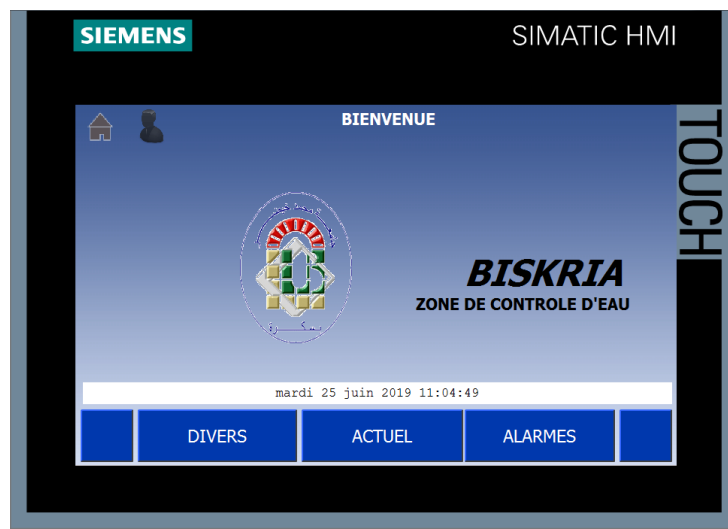 SIEMENS
SIMATIC HMI
TOUCH
BIENVENUE
بسكرة
BISKRIA
ZONE DE CONTROLE D'EAU
mardi 25 juin 2019 11:04:49
DIVERS
ACTUEL
ALARMES